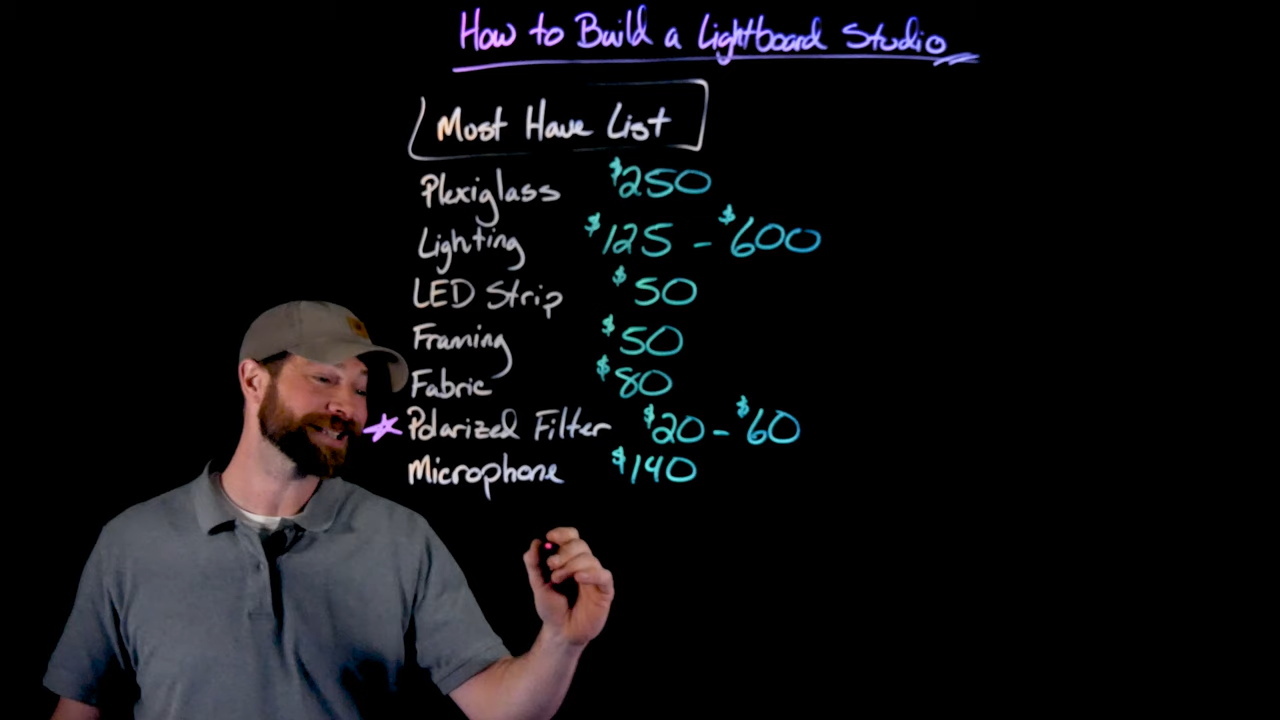 How to Build a Lightboard Studio
Most Have List
Plexiglass $250
Lighting $125 - $600
LED Strip $50
Framing $50
Fabric $80
Polarized Filter $20 - $60
Microphone $140